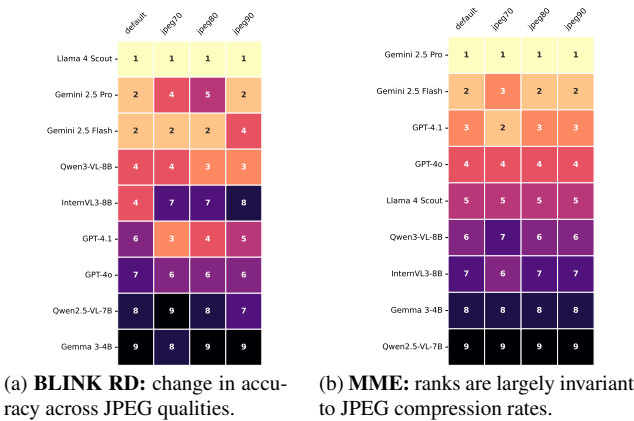 default jpeg70 jpeg80 jpeg90
Llama 4 Scout 1 1 1 1
Gemini 2.5 Pro 2 4 5 2
Gemini 2.5 Flash 2 2 2 4
Qwen3-VL-8B 4 4 3 3
InternVL3-8B 4 7 7 8
GPT-4.1 6 3 4 5
GPT-4o 7 6 6 6
Qwen2.5-VL-7B 8 9 8 7
Gemma 3-4B 9 8 9 9
(a) BLINK RD: change in accu-
racy across JPEG qualities.
default jpeg70 jpeg80 jpeg90
Gemini 2.5 Pro 1 1 1 1
Gemini 2.5 Flash 2 3 2 2
GPT-4.1 3 2 3 3
GPT-4o 4 4 4 4
Llama 4 Scout 5 5 5 5
Qwen3-VL-8B 6 7 6 6
InternVL3-8B 7 6 7 7
Gemma 3-4B 8 8 8 8
Qwen2.5-VL-7B 9 9 9 9
(b) MME: ranks are largely invariant
to JPEG compression rates.